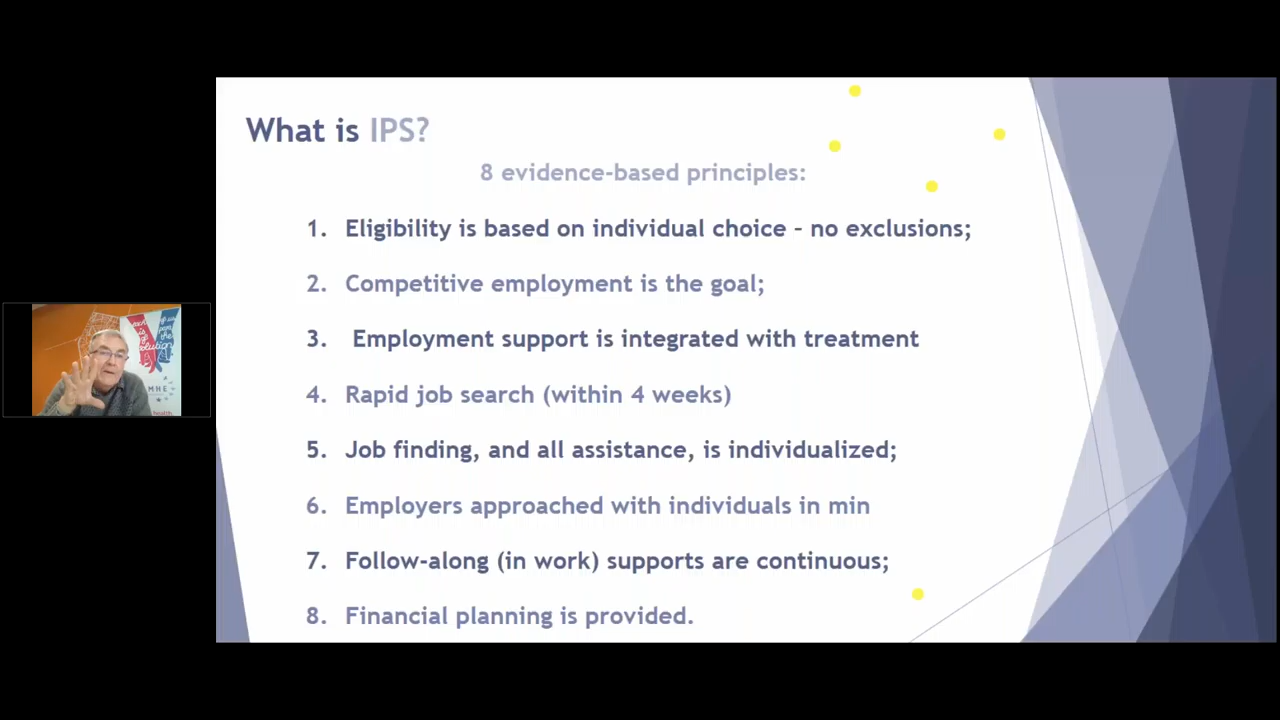 What is IPS?
8 evidence-based principles:
1. Eligibility is based on individual choice – no exclusions;
2. Competitive employment is the goal;
3. Employment support is integrated with treatment
4. Rapid job search (within 4 weeks)
5. Job finding, and all assistance, is individualized;
6. Employers approached with individuals in min
7. Follow-along (in work) supports are continuous;
8. Financial planning is provided.